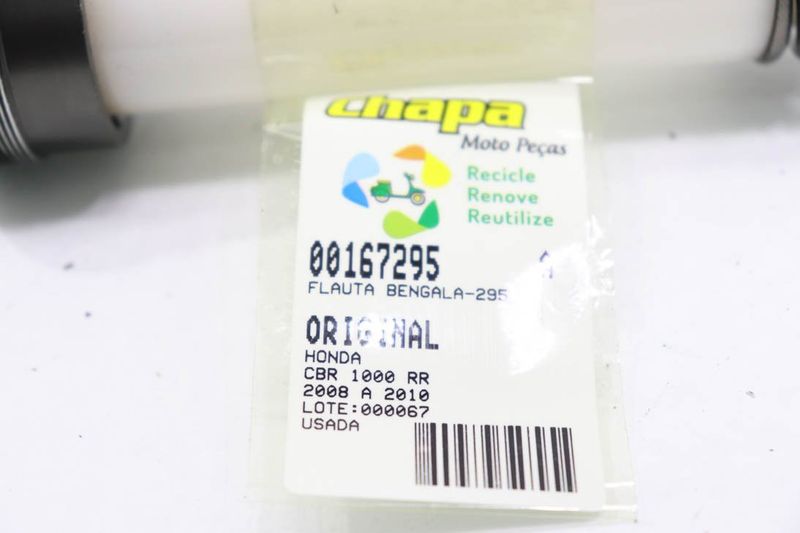 Chapa
Moto Peças
Recicle
Renove
Reutilize
00167295 A
FLAUTA BENGALA-295
ORIGINAL
HONDA
CBR 1000 RR
2008 A 2010
LOTE:000067
USADA